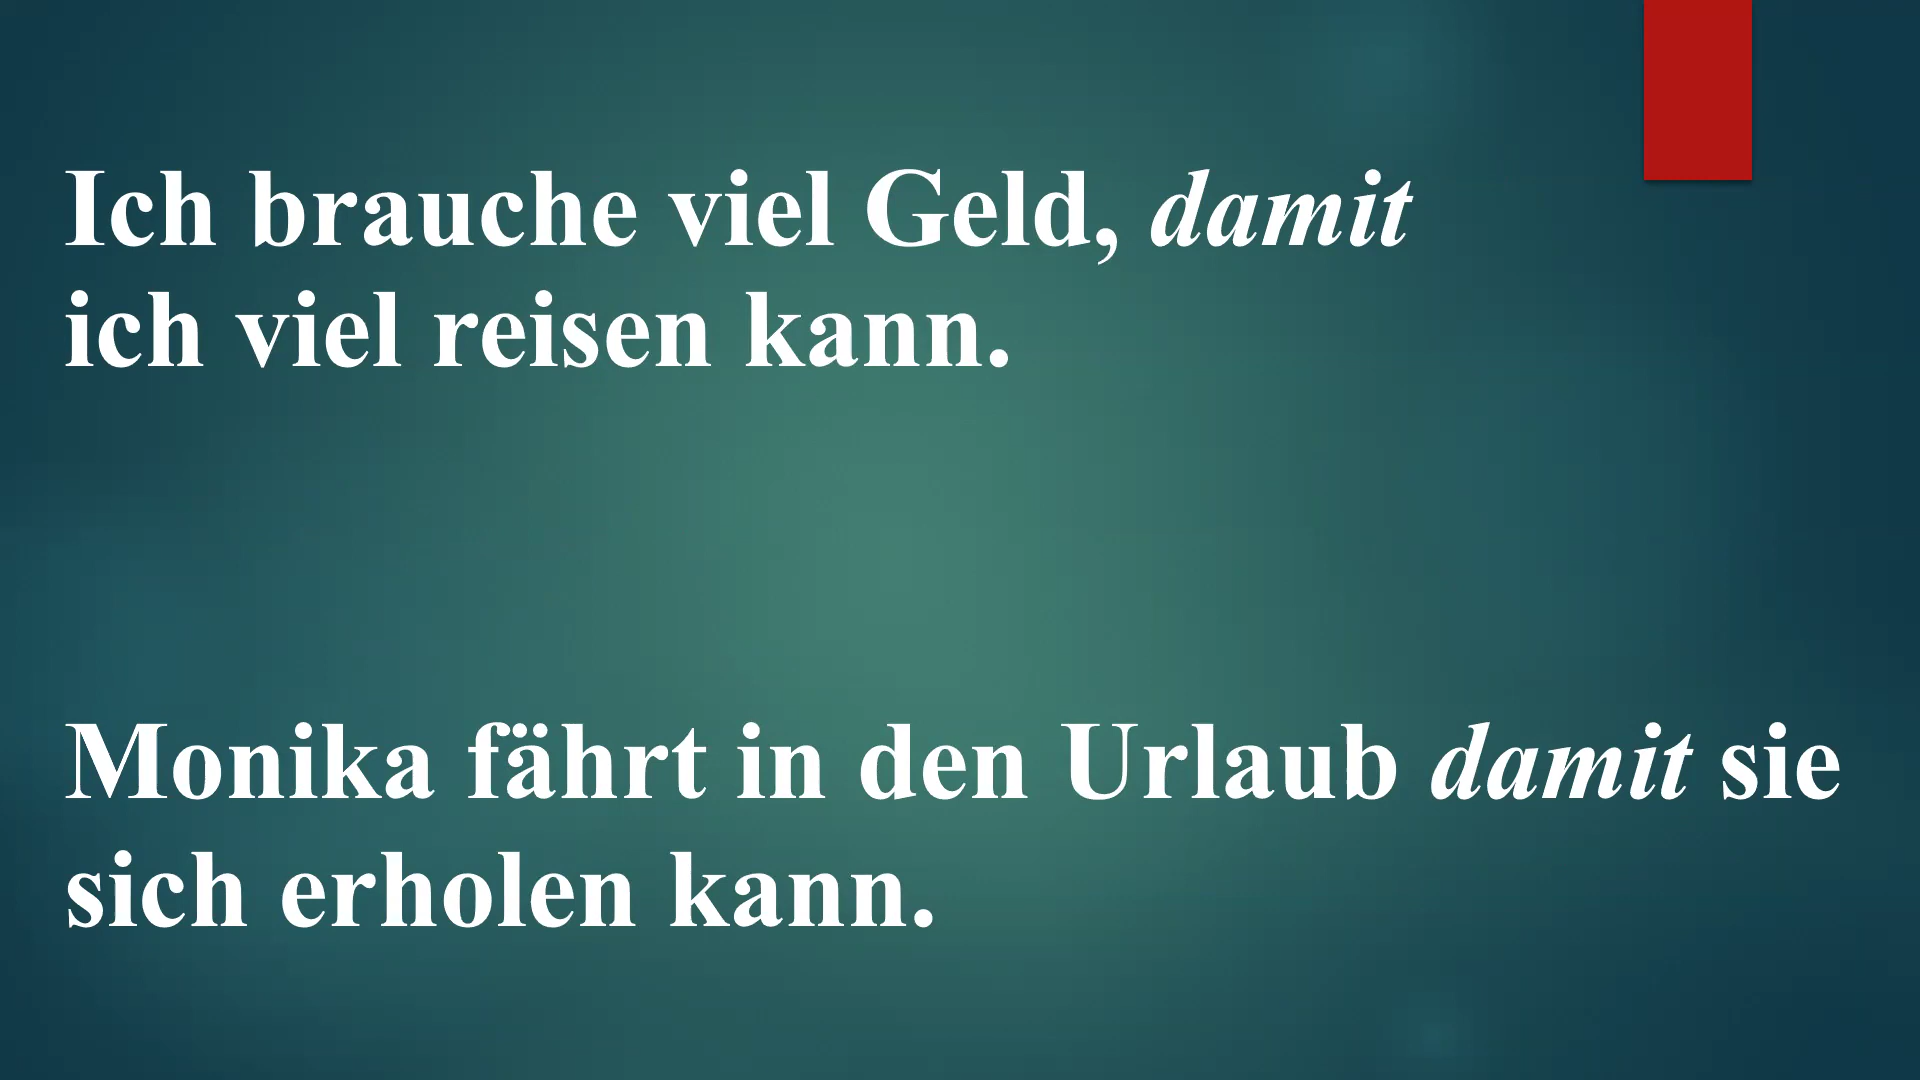 Ich brauche viel Geld, damit
ich viel reisen kann.
Monika fährt in den Urlaub damit sie
sich erholen kann.